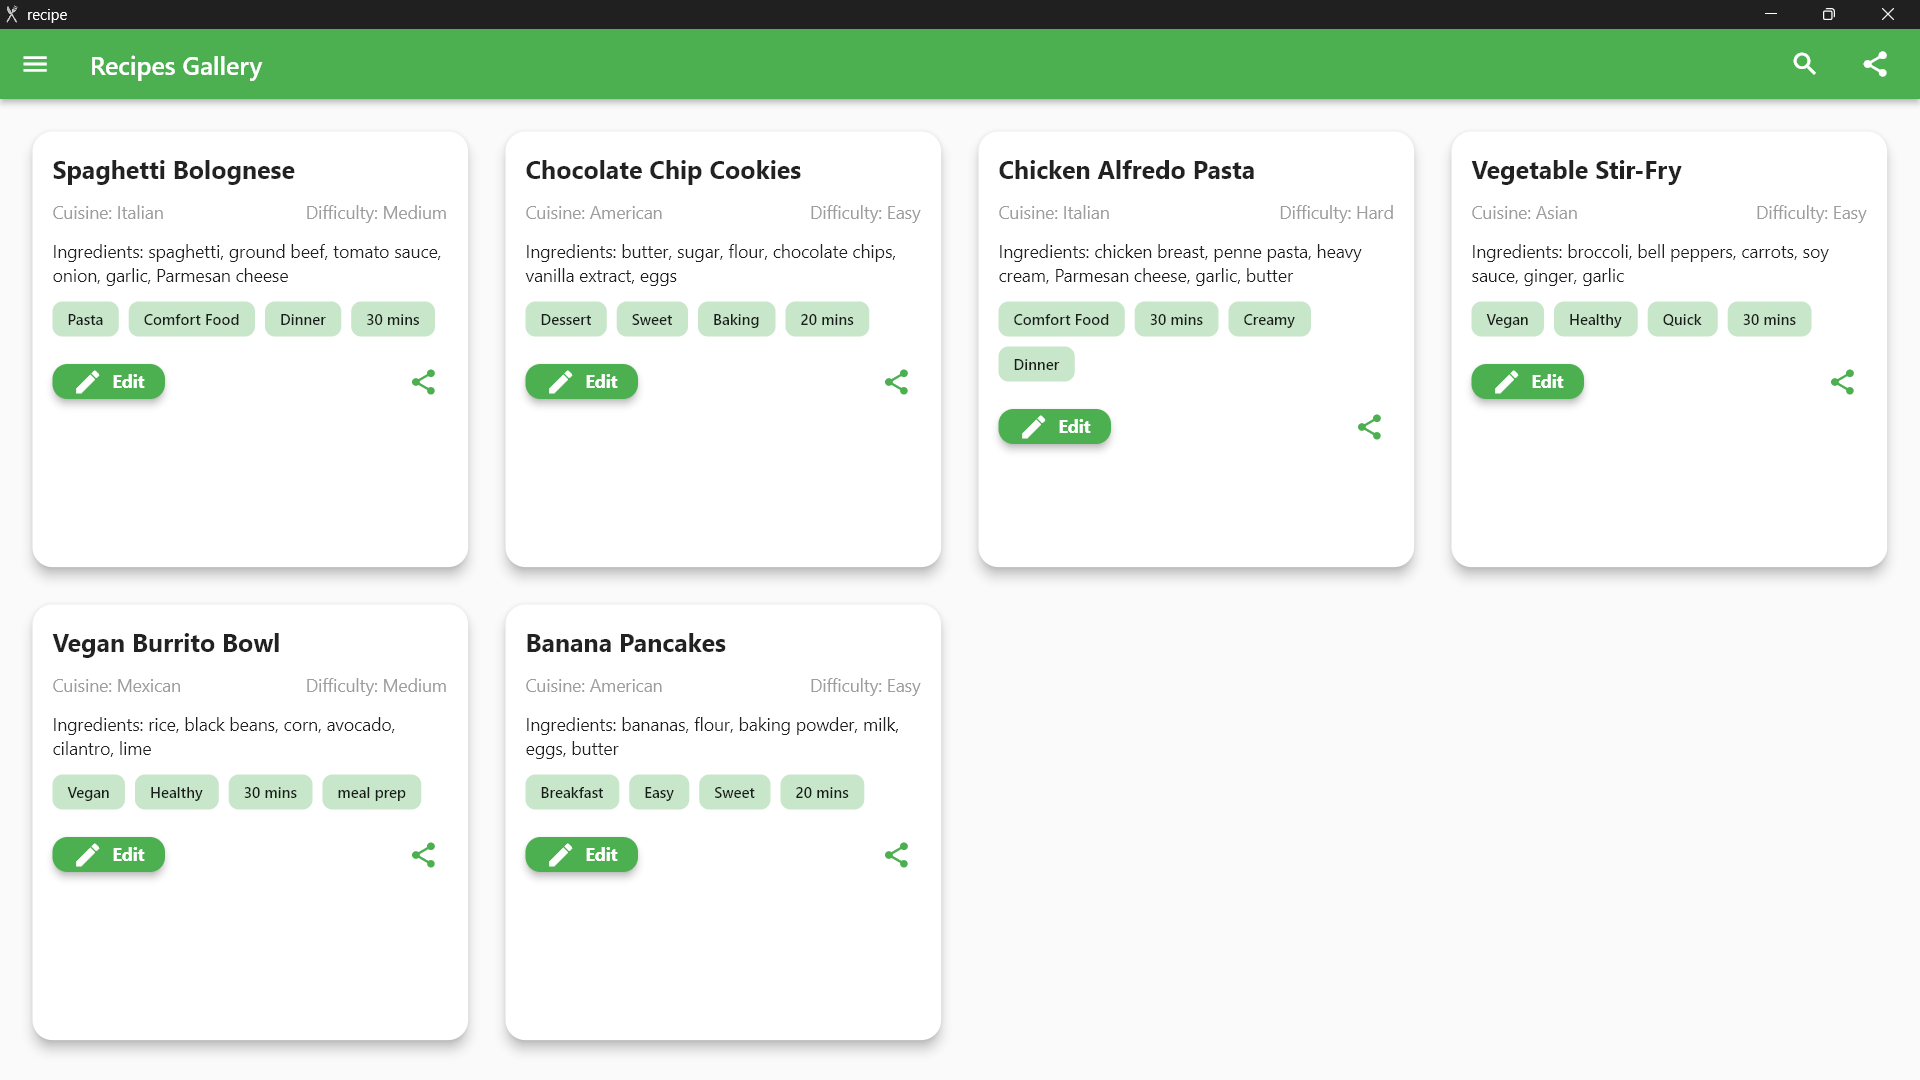 recipe
Recipes Gallery
Spaghetti Bolognese
Cuisine: Italian Difficulty: Medium
Ingredients: spaghetti, ground beef, tomato sauce,
onion, garlic, Parmesan cheese
Pasta Comfort Food Dinner 30 mins
Edit
Chocolate Chip Cookies
Cuisine: American Difficulty: Easy
Ingredients: butter, sugar, flour, chocolate chips,
vanilla extract, eggs
Dessert Sweet Baking 20 mins
Edit
Chicken Alfredo Pasta
Cuisine: Italian Difficulty: Hard
Ingredients: chicken breast, penne pasta, heavy
cream, Parmesan cheese, garlic, butter
Comfort Food 30 mins Creamy
Dinner
Edit
Vegetable Stir-Fry
Cuisine: Asian Difficulty: Easy
Ingredients: broccoli, bell peppers, carrots, soy
sauce, ginger, garlic
Vegan Healthy Quick 30 mins
Edit
Vegan Burrito Bowl
Cuisine: Mexican Difficulty: Medium
Ingredients: rice, black beans, corn, avocado,
cilantro, lime
Vegan Healthy 30 mins meal prep
Edit
Banana Pancakes
Cuisine: American Difficulty: Easy
Ingredients: bananas, flour, baking powder, milk,
eggs, butter
Breakfast Easy Sweet 20 mins
Edit